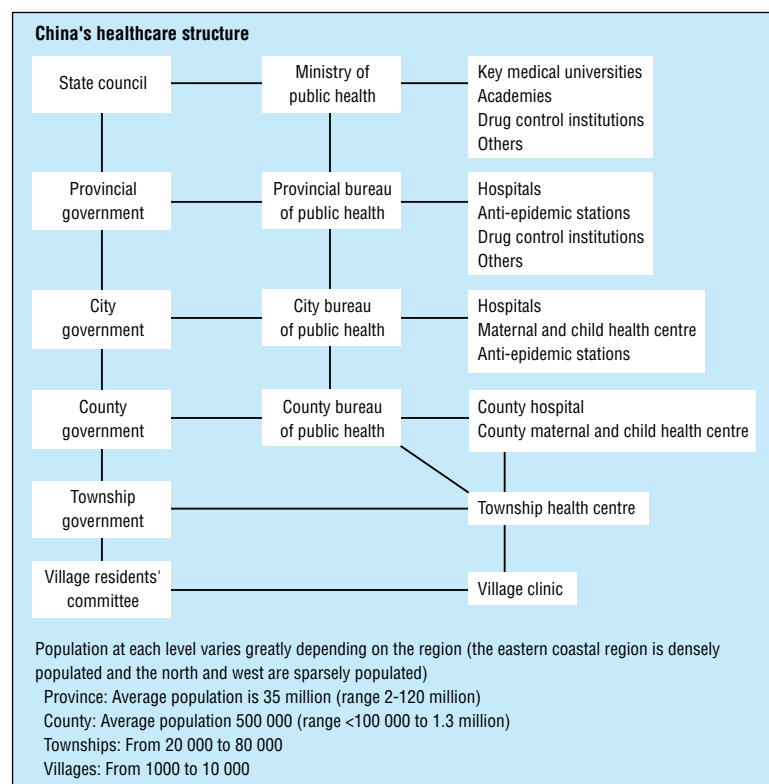 China's healthcare structure
State council
Ministry of
public health
Key medical universities
Academies
Drug control institutions
Others
Provincial
government
Provincial bureau
of public health
Hospitals
Anti-epidemic stations
Drug control institutions
Others
City
government
City bureau
of public health
Hospitals
Maternal and child health centre
Anti-epidemic stations
County
government
County bureau
of public health
County hospital
County maternal and child health centre
Township
government
Township health centre
Village residents'
committee
Village clinic
Population at each level varies greatly depending on the region (the eastern coastal region is densely
populated and the north and west are sparsely populated)
Province: Average population is 35 million (range 2-120 million)
County: Average population 500 000 (range <100 000 to 1.3 million)
Townships: From 20 000 to 80 000
Villages: From 1000 to 10 000